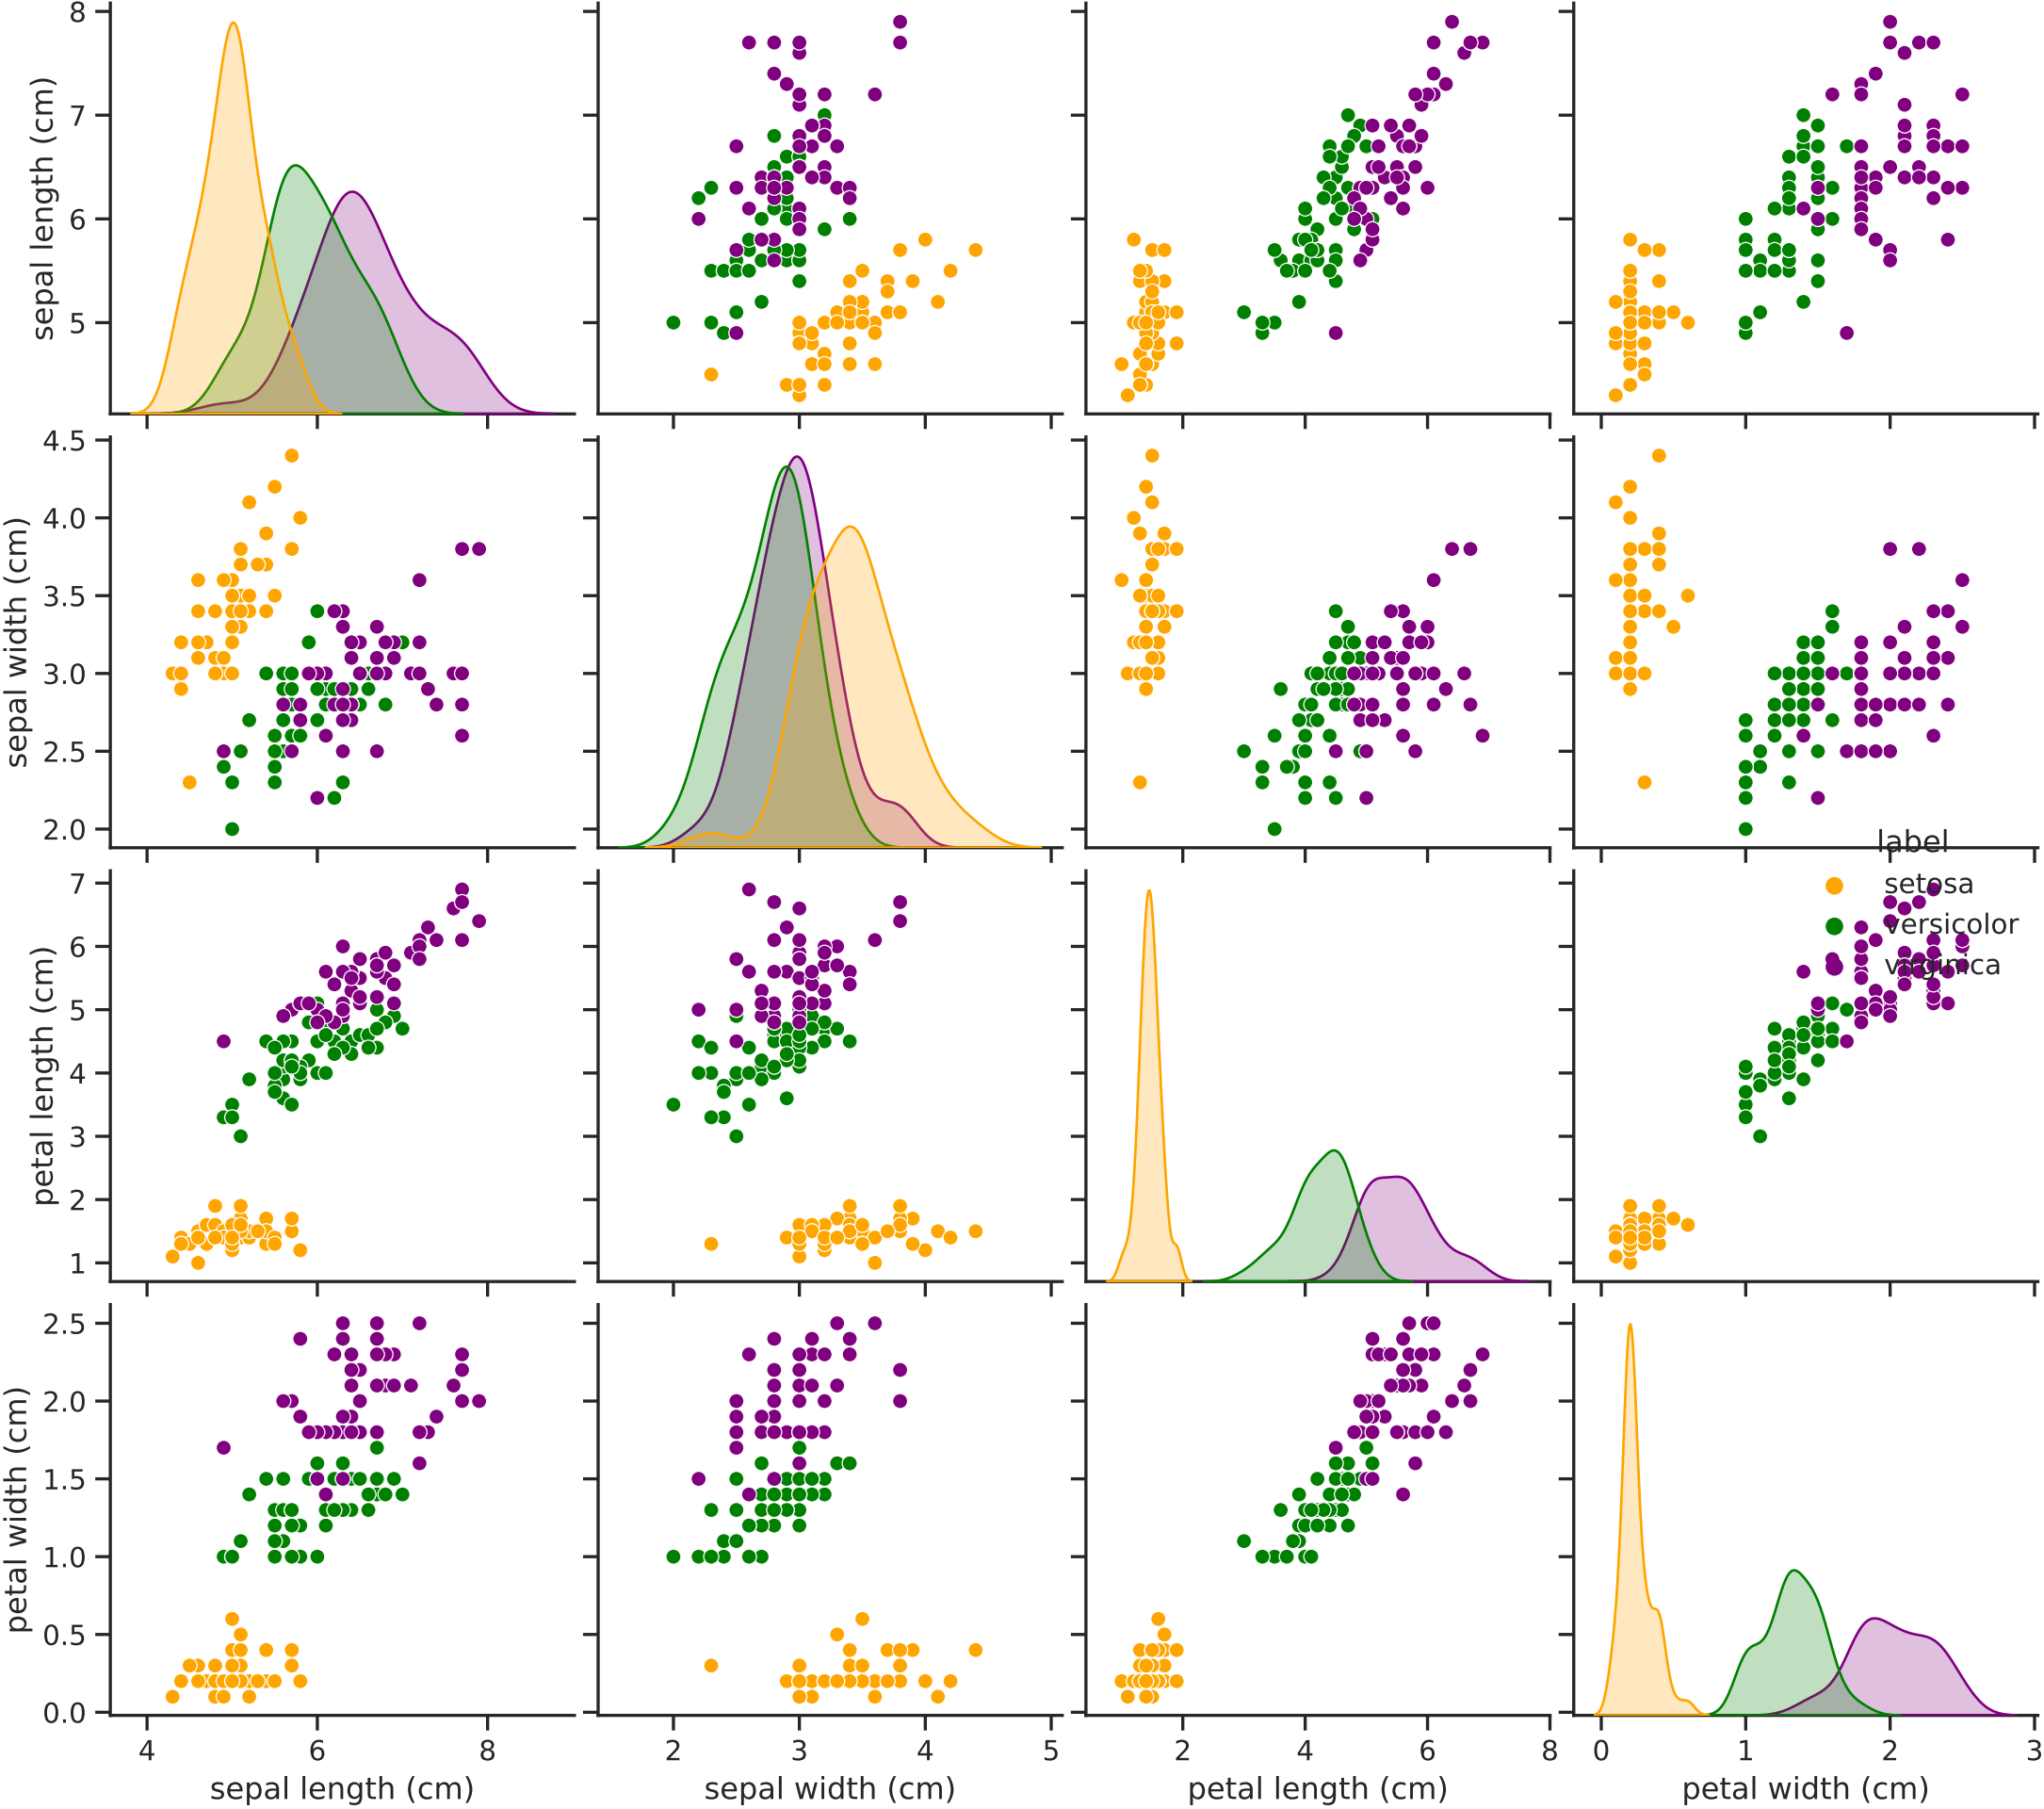 8
7
6
5
sepal length (cm)
4.5
4.0
3.5
3.0
2.5
2.0
sepal width (cm)
label
setosa
versicolor
virginica
7
6
5
4
3
2
1
petal length (cm)
2.5
2.0
1.5
1.0
0.5
0.0
petal width (cm)
4 6 8
2 3 4 5
2 4 6 8
0 1 2 3
sepal length (cm)
sepal width (cm)
petal length (cm)
petal width (cm)